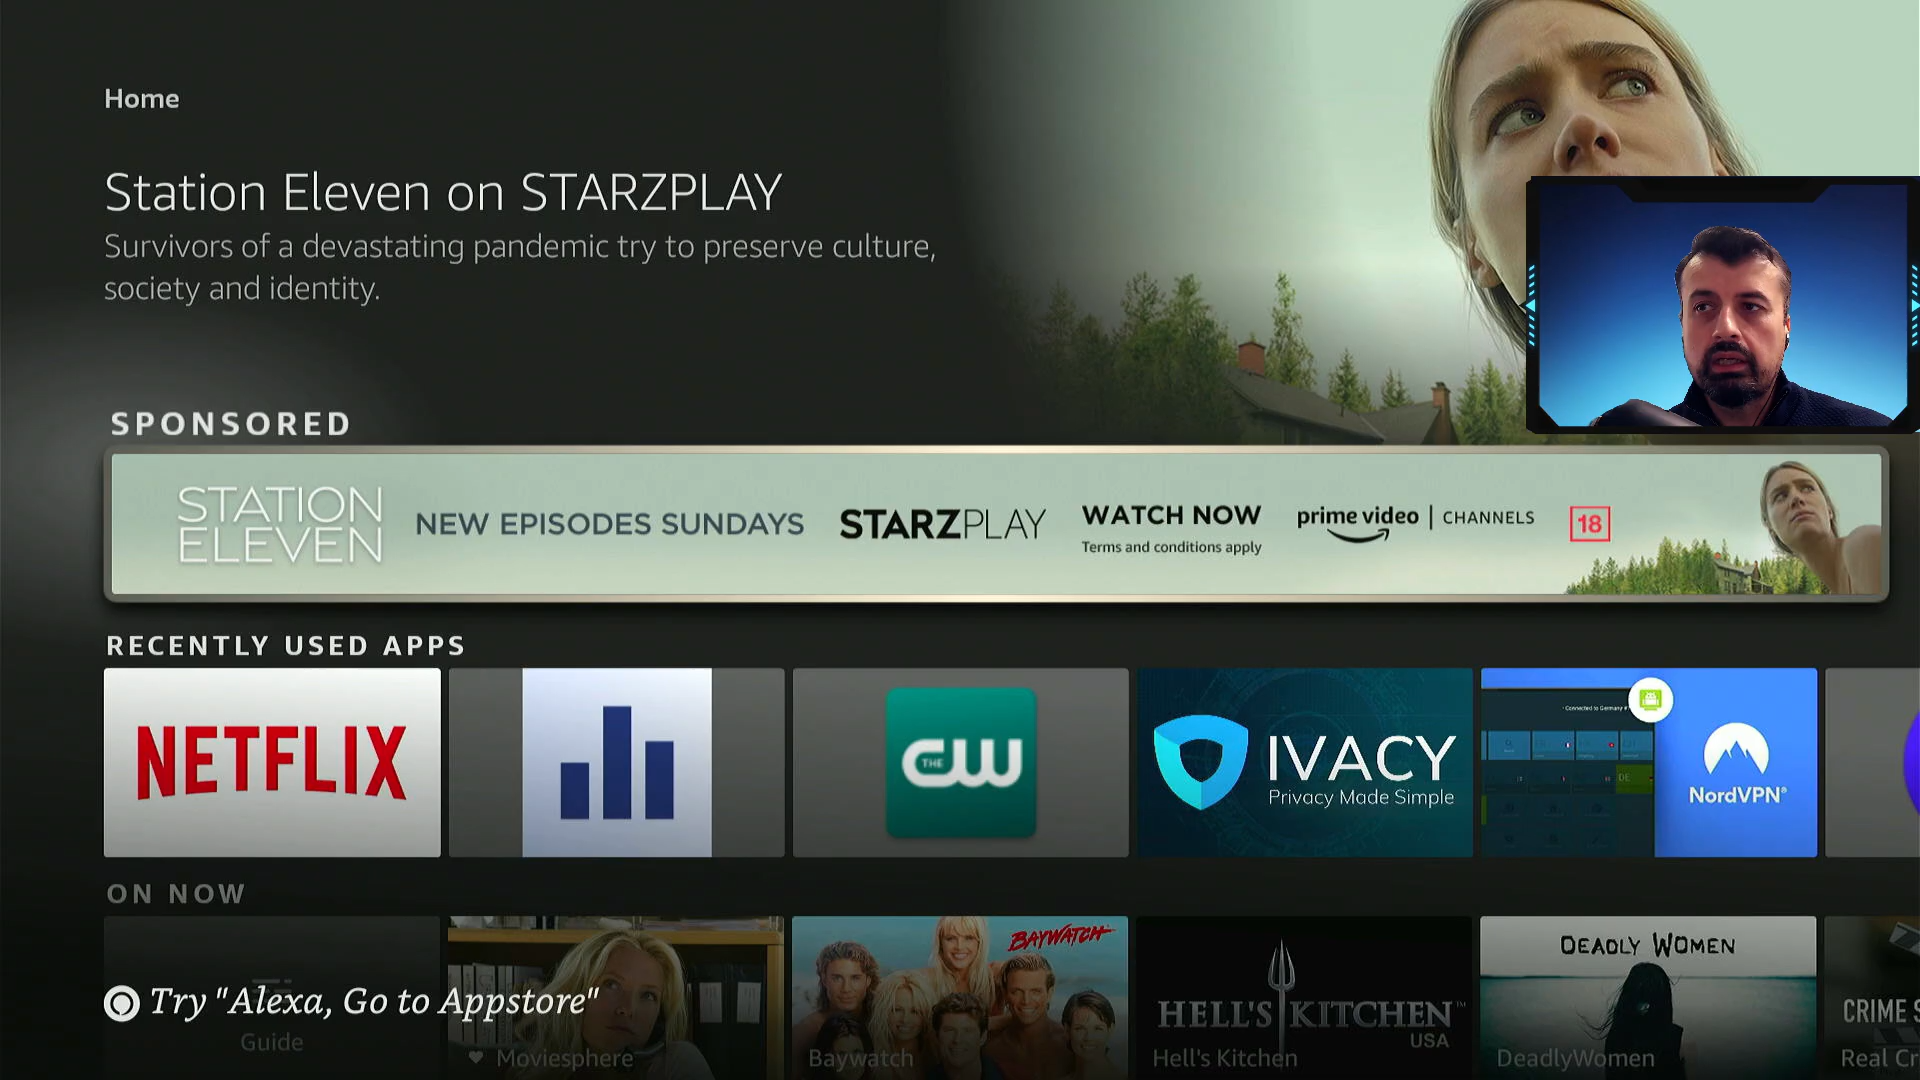 Home
Station Eleven on STARZPLAY
Survivors of a devastating pandemic try to preserve culture,
society and identity.
SPONSORED
STATION
ELEVEN
NEW EPISODES SUNDAYS
STARZPLAY
WATCH NOW
Terms and conditions apply
prime video | CHANNELS
18
RECENTLY USED APPS
NETFLIX
THE CW
IVACY
Privacy Made Simple
NordVPN®
ON NOW
Try "Alexa, Go to Appstore"
Guide
Moviesphere
BAYWATCH
Baywatch
HELL'S KITCHEN™
USA
Hell's Kitchen
DEADLY WOMEN
DeadlyWomen
CRIME
Real